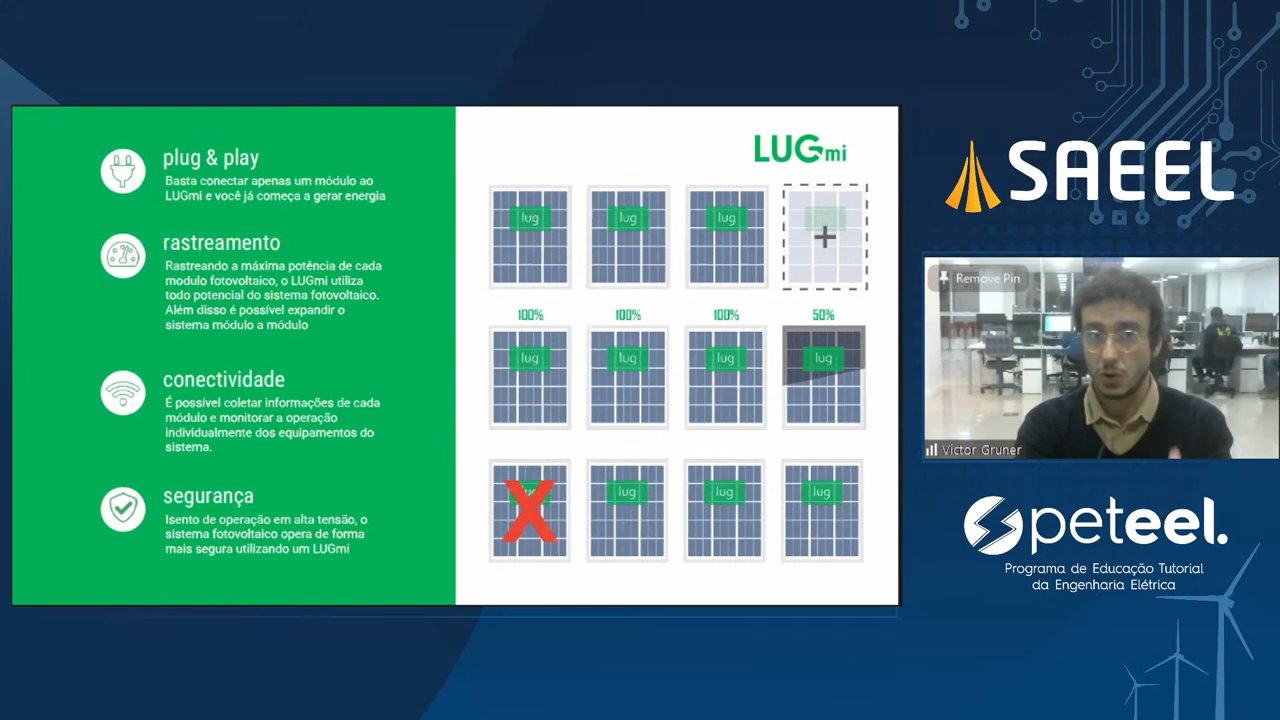 plug & play
Basta conectar apenas um módulo ao
LUGmi e você já começa a gerar energia
rastreamento
Rastreando a máxima potência de cada
modulo fotovoltaico, o LUGmi utiliza
todo potencial do sistema fotovoltaico.
Além disso é possível expandir o
sistema módulo a módulo
conectividade
É possível coletar informações de cada
módulo e monitorar a operação
individualmente dos equipamentos do
sistema.
segurança
Isento de operação em alta tensão, o
sistema fotovoltaico opera de forma
mais segura utilizando um LUGmi
LUGmi
lug lug lug +
100% 100% 100% 50%
lug lug lug lug
X lug lug lug
SAEEL
Remove Pin
Victor Gruner
peteel.
Programa de Educação Tutorial
da Engenharia Elétrica